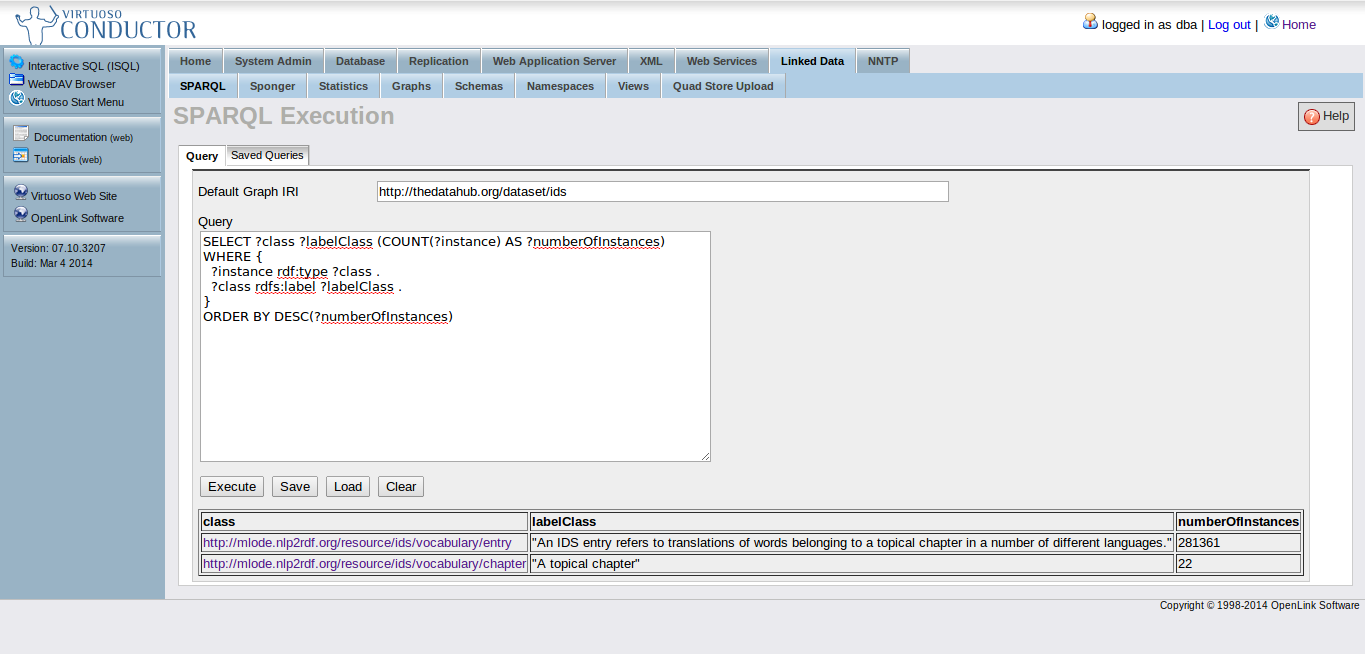 VIRTUOSO
CONDUCTOR
logged in as dba | Log out | Home
Interactive SQL (ISQL)
WebDAV Browser
Virtuoso Start Menu
Documentation (web)
Tutorials (web)
Virtuoso Web Site
OpenLink Software
Version: 07.10.3207
Build: Mar 4 2014
Home System Admin Database Replication Web Application Server XML Web Services Linked Data NNTP
SPARQL Sponger Statistics Graphs Schemas Namespaces Views Quad Store Upload
SPARQL Execution
? Help
Query Saved Queries
Default Graph IRI http://thedatahub.org/dataset/ids
Query
SELECT ?class ?labelClass (COUNT(?instance) AS ?numberOfInstances)
WHERE {
?instance rdf:type ?class .
?class rdfs:label ?labelClass .
}
ORDER BY DESC(?numberOfInstances)
Execute Save Load Clear
class labelClass numberOfInstances
http://mlode.nlp2rdf.org/resource/ids/vocabulary/entry "An IDS entry refers to translations of words belonging to a topical chapter in a number of different languages." 281361
http://mlode.nlp2rdf.org/resource/ids/vocabulary/chapter "A topical chapter" 22
Copyright © 1998-2014 OpenLink Software